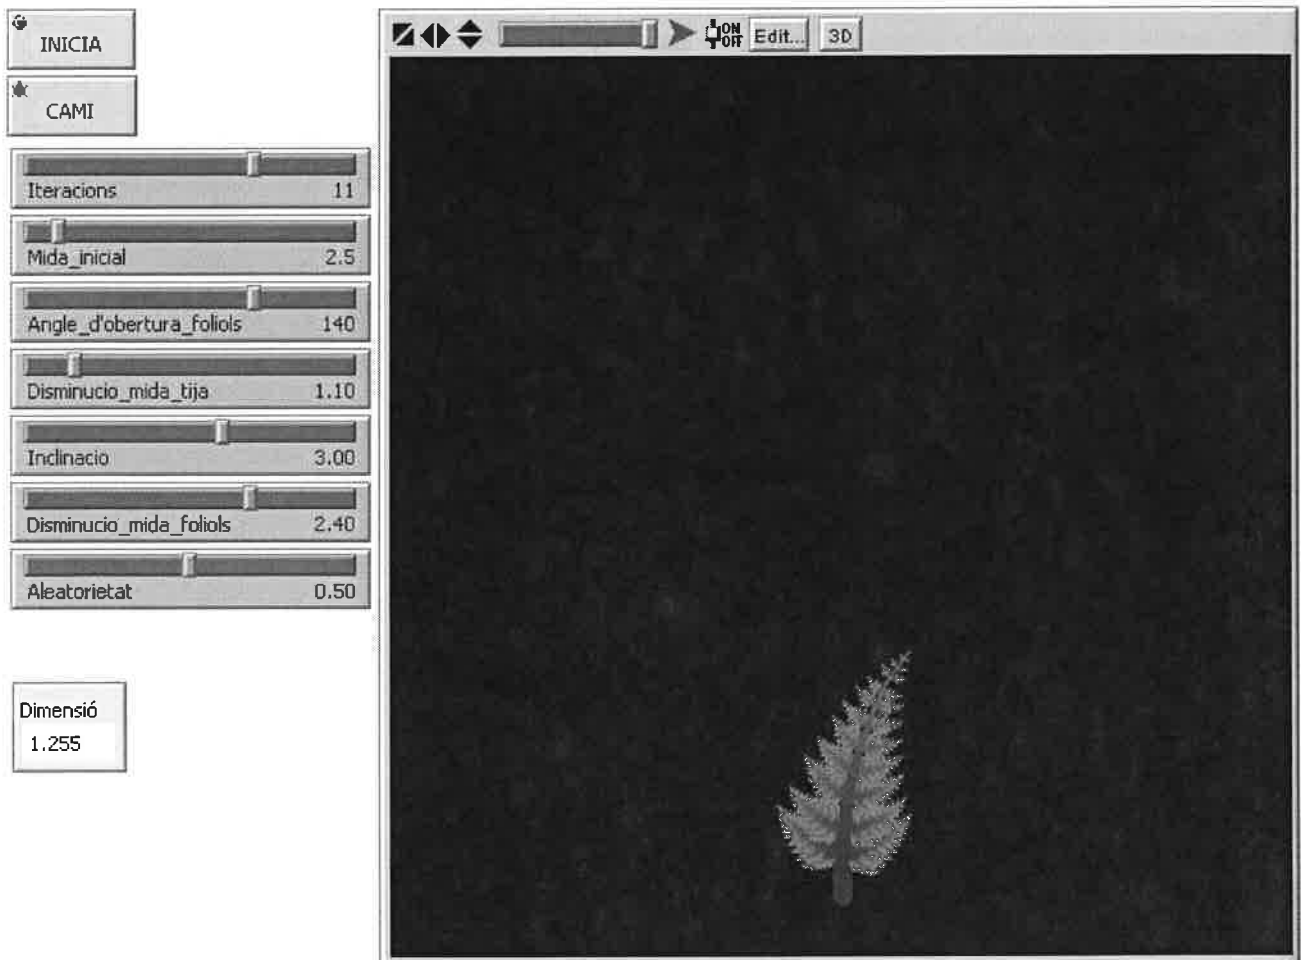 INICIA
CAMI
ON
OFF
Edit...
3D
Iteracions 11
Mida_inicial 2.5
Angle_d'obertura_foliols 140
Disminucio_mida_tija 1.10
Inclinacio 3.00
Disminucio_mida_foliols 2.40
Aleatorietat 0.50
Dimensió
1.255